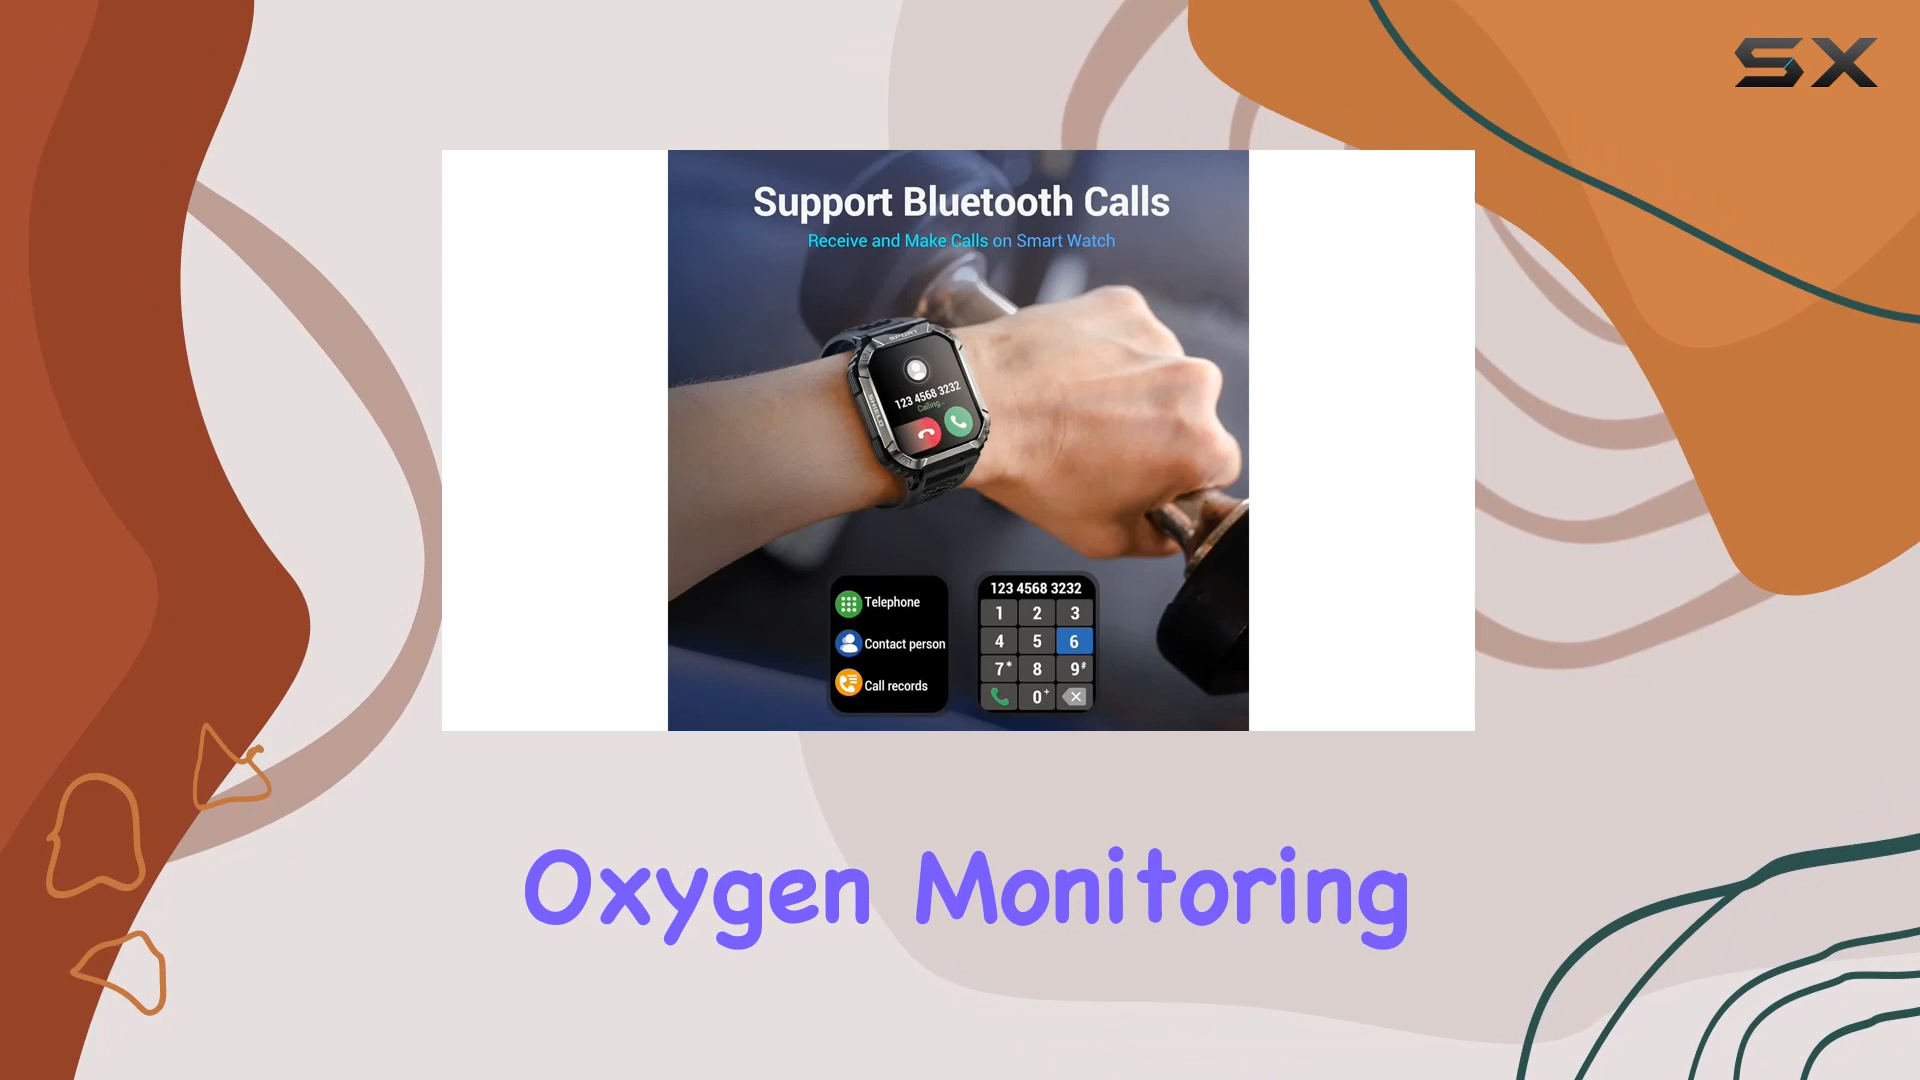 SX
Support Bluetooth Calls
Receive and Make Calls on Smart Watch
SPORT
SHIELD
123 4568 3232
Calling...
Telephone
Contact person
Call records
123 4568 3232
1 2 3
4 5 6
7* 8 9#
0+
Oxygen Monitoring